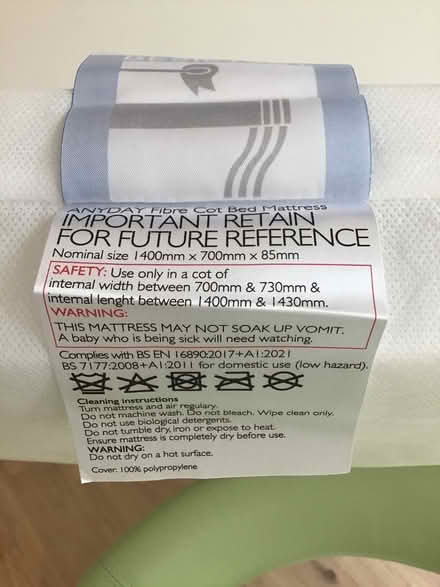 ANYDAY Fibre Cot Bed Mattress
IMPORTANT RETAIN
FOR FUTURE REFERENCE
Nominal size 1400mm x 700mm x 85mm
SAFETY: Use only in a cot of
internal width between 700mm & 730mm &
internal lenght between 1400mm & 1430mm.
WARNING:
THIS MATTRESS MAY NOT SOAK UP VOMIT.
A baby who is being sick will need watching.
Complies with BS EN 16890:2017+A1:2021
BS 7177:2008+A1:2011 for domestic use (low hazard).
Cleaning instructions
Turn mattress and air regulary.
Do not machine wash. Do not bleach. Wipe clean only.
Do not use biological detergents.
Do not tumble dry, iron or expose to heat.
Ensure mattress is completely dry before use.
WARNING:
Do not dry on a hot surface.
Cover: 100% polypropylene